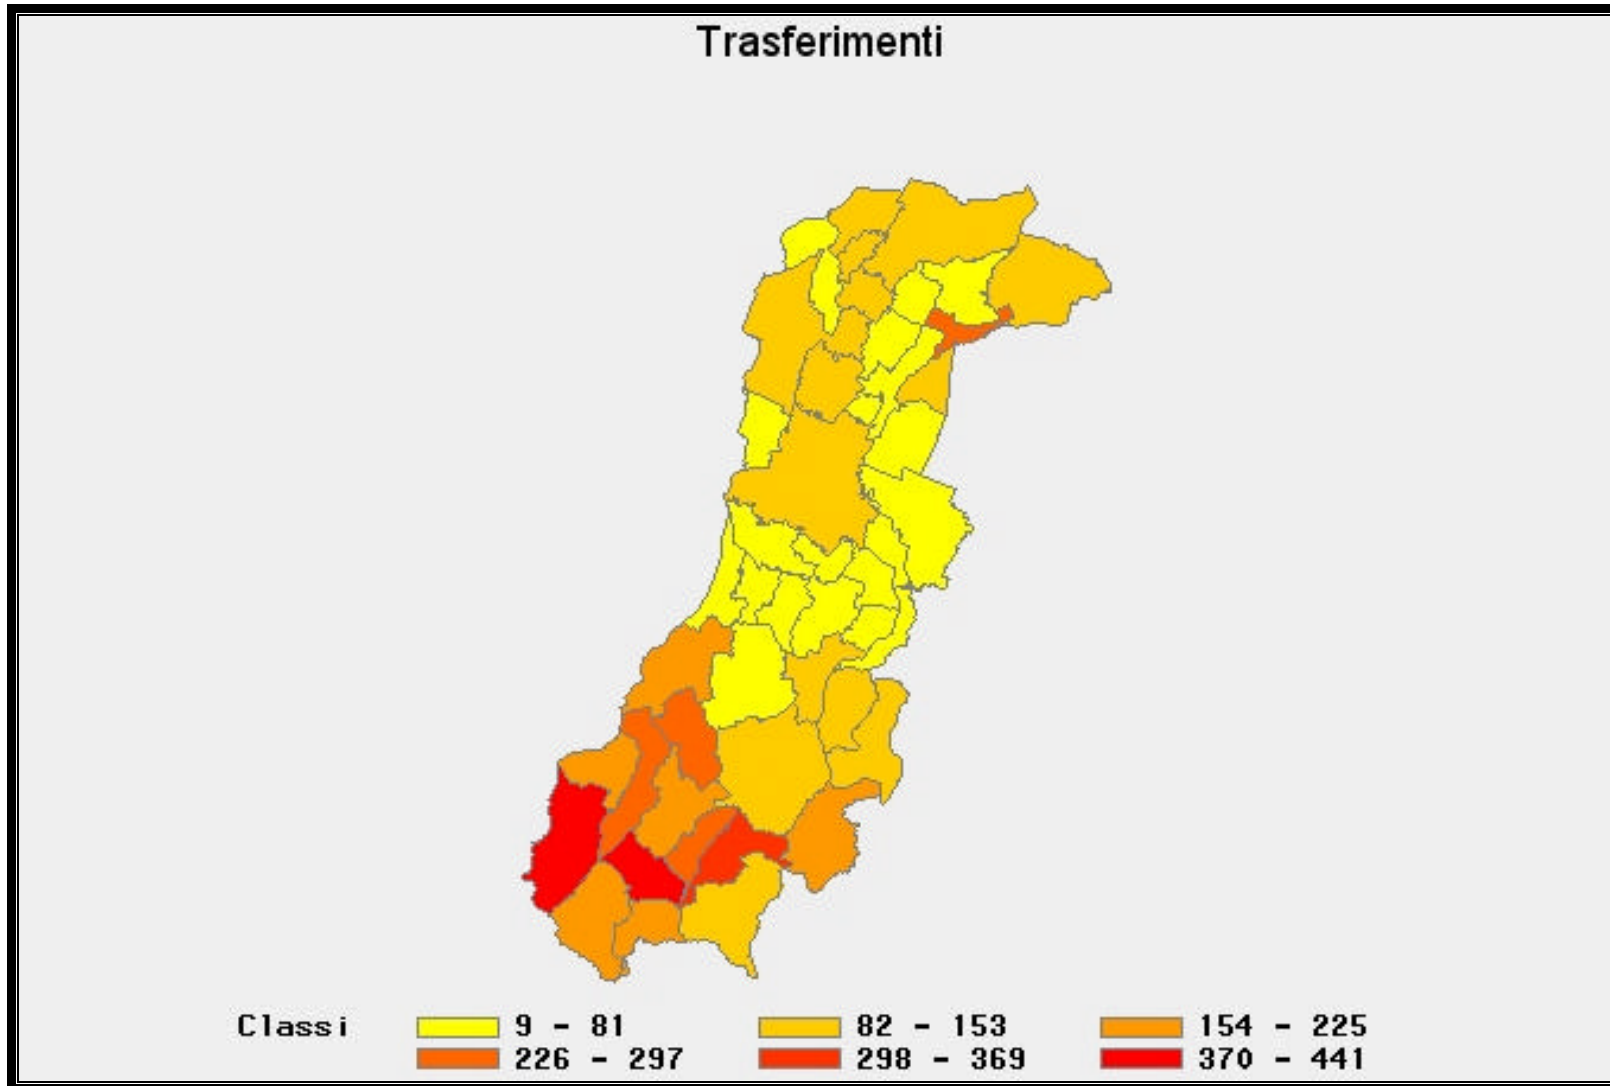 Trasferimenti
Classi 9 - 81 82 - 153 154 - 225
226 - 297 298 - 369 370 - 441